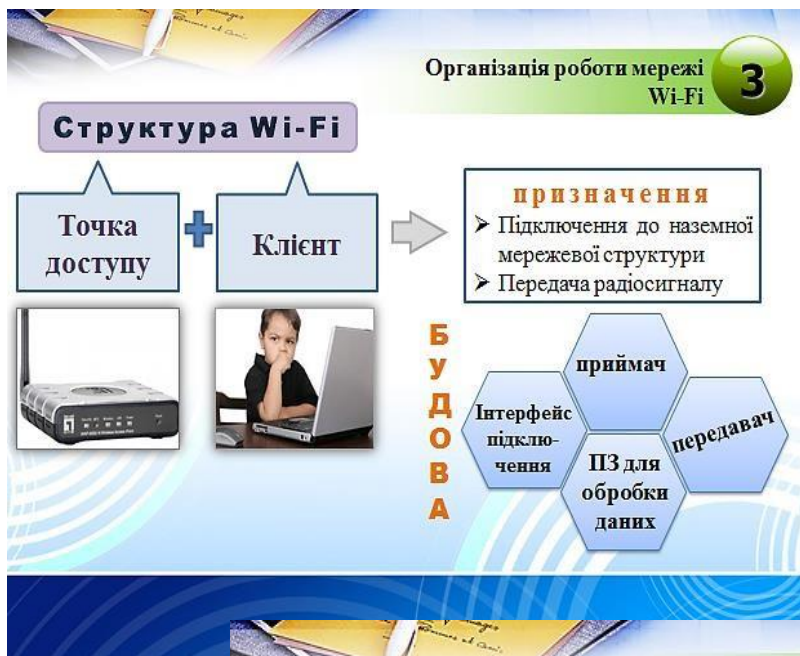 Організація роботи мережі
Wi-Fi
3
Структура Wi-Fi
Точка
доступу
Клієнт
призначення
Підключення до наземної
мережевої структури
Передача радіосигналу
БУДОВА
приймач
Інтерфейс
підклю-
чення
передавач
ПЗ для
обробки
даних